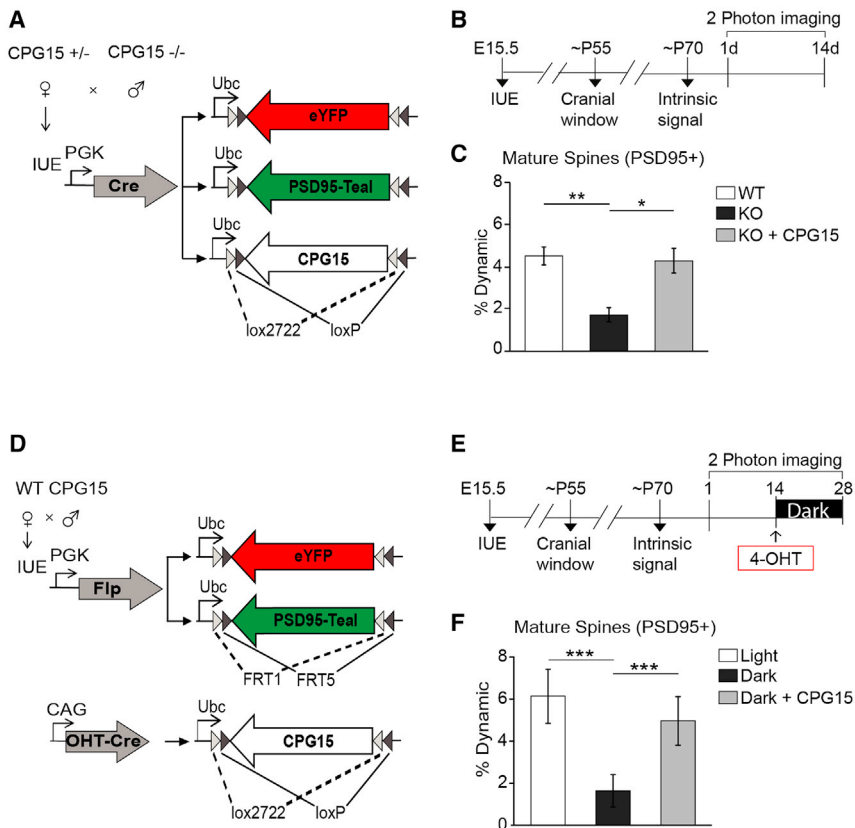 A
CPG15 +/- CPG15 -/-
♀ × ♂
IUE PGK
Cre
Ubc
eYFP
Ubc
PSD95-Teal
Ubc
CPG15
lox2722 loxP
B
2 Photon imaging
E15.5 ~P55 ~P70 1d 14d
IUE Cranial window Intrinsic signal
C
Mature Spines (PSD95+)
% Dynamic
8
6
4
2
0
** *
WT
KO
KO + CPG15
D
WT CPG15
♀ × ♂
IUE PGK
Flp
Ubc
eYFP
Ubc
PSD95-Teal
FRT1 FRT5
CAG
OHT-Cre
Ubc
CPG15
lox2722 loxP
E
2 Photon imaging
E15.5 ~P55 ~P70 1 14 28
Dark
IUE Cranial window Intrinsic signal
4-OHT
F
Mature Spines (PSD95+)
% Dynamic
8
6
4
2
0
*** ***
Light
Dark
Dark + CPG15